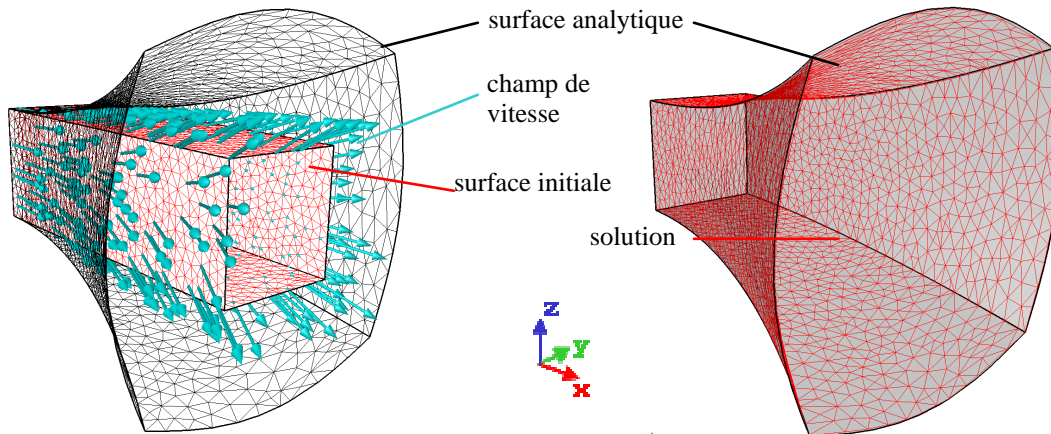 surface analytique
champ de
vitesse
surface initiale
solution
z
y
x